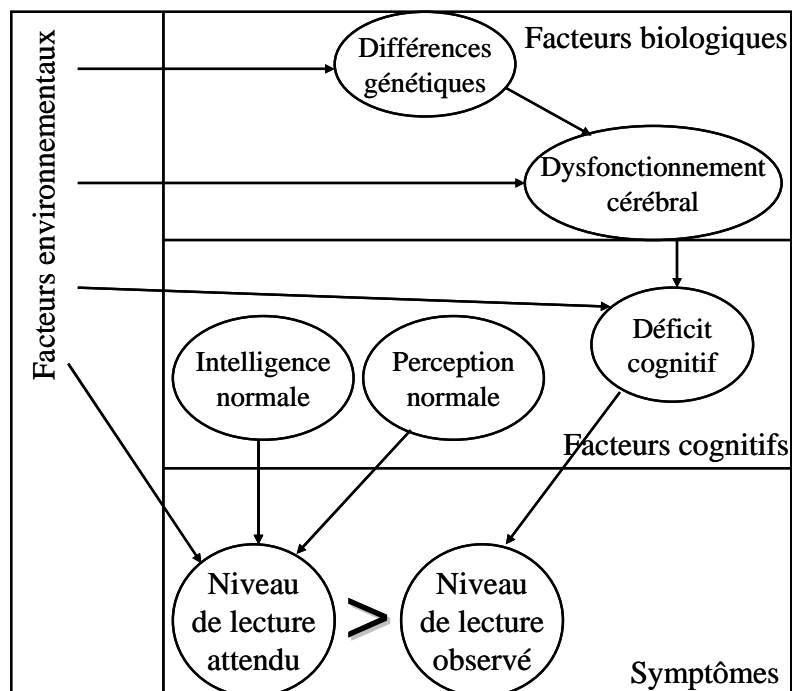 Facteurs environnementaux
Différences
génétiques
Facteurs biologiques
Dysfonctionnement
cérébral
Intelligence
normale
Perception
normale
Déficit
cognitif
Facteurs cognitifs
Niveau
de lecture
attendu
>
Niveau
de lecture
observé
Symptômes